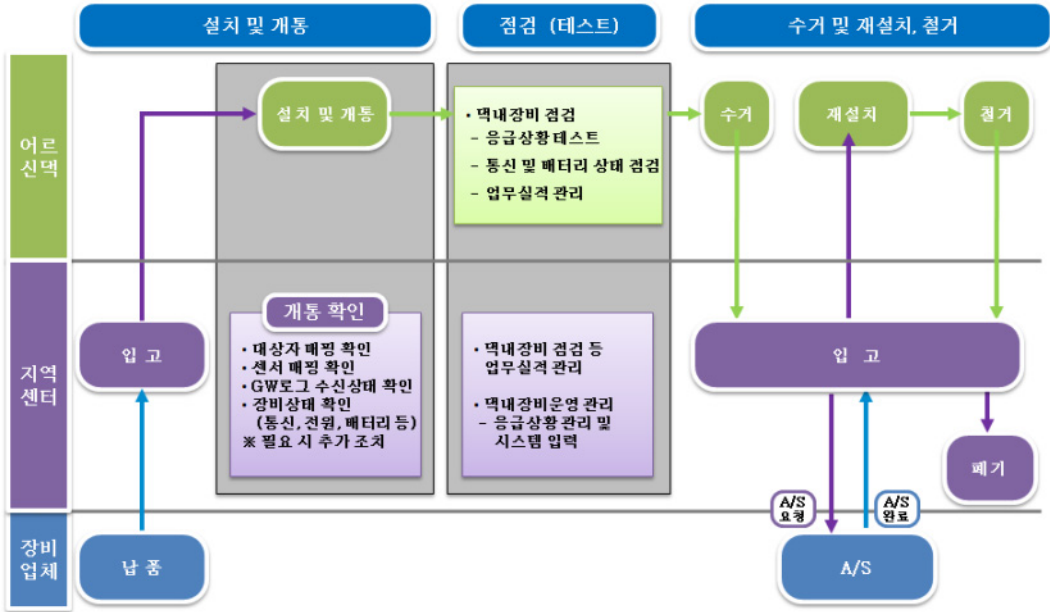 설치 및 개통
점검 (테스트)
수거 및 재설치, 철거
어르
신댁
설치 및 개통
• 댁내장비 점검
- 응급상황테스트
- 통신 및 배터리 상태 점검
- 업무실적 관리
수거
재설치
철거
지역
센터
입 고
개통 확인
• 대상자 매핑 확인
• 센서 매핑 확인
• GW로그 수신상태 확인
• 장비상태 확인
(통신, 전원, 배터리 등)
※ 필요 시 추가 조치
• 댁내장비 점검 등
업무실적 관리
• 댁내장비운영 관리
- 응급상황관리 및
시스템 입력
입 고
폐기
A/S
요청
A/S
완료
장비
업체
납 품
A/S